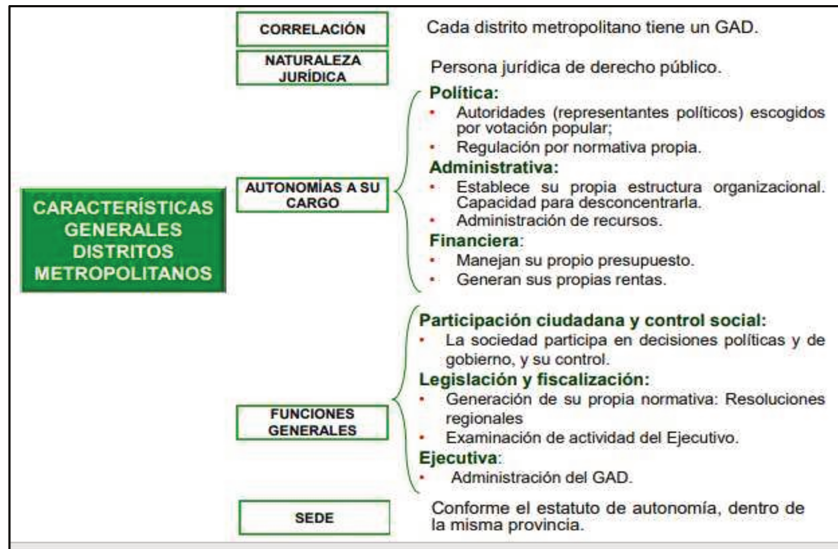 CORRELACIÓN
Cada distrito metropolitano tiene un GAD.
NATURALEZA
JURÍDICA
Persona jurídica de derecho público.
CARACTERÍSTICAS
GENERALES
DISTRITOS
METROPOLITANOS
AUTONOMÍAS A SU
CARGO
Política:
• Autoridades (representantes políticos) escogidos
por votación popular;
• Regulación por normativa propia.
Administrativa:
• Establece su propia estructura organizacional.
Capacidad para desconcentrarla.
• Administración de recursos.
Financiera:
• Manejan su propio presupuesto.
• Generan sus propias rentas.
FUNCIONES
GENERALES
Participación ciudadana y control social:
• La sociedad participa en decisiones políticas y de
gobierno, y su control.
Legislación y fiscalización:
• Generación de su propia normativa: Resoluciones
regionales
• Examinación de actividad del Ejecutivo.
Ejecutiva:
• Administración del GAD.
SEDE
Conforme el estatuto de autonomía, dentro de
la misma provincia.